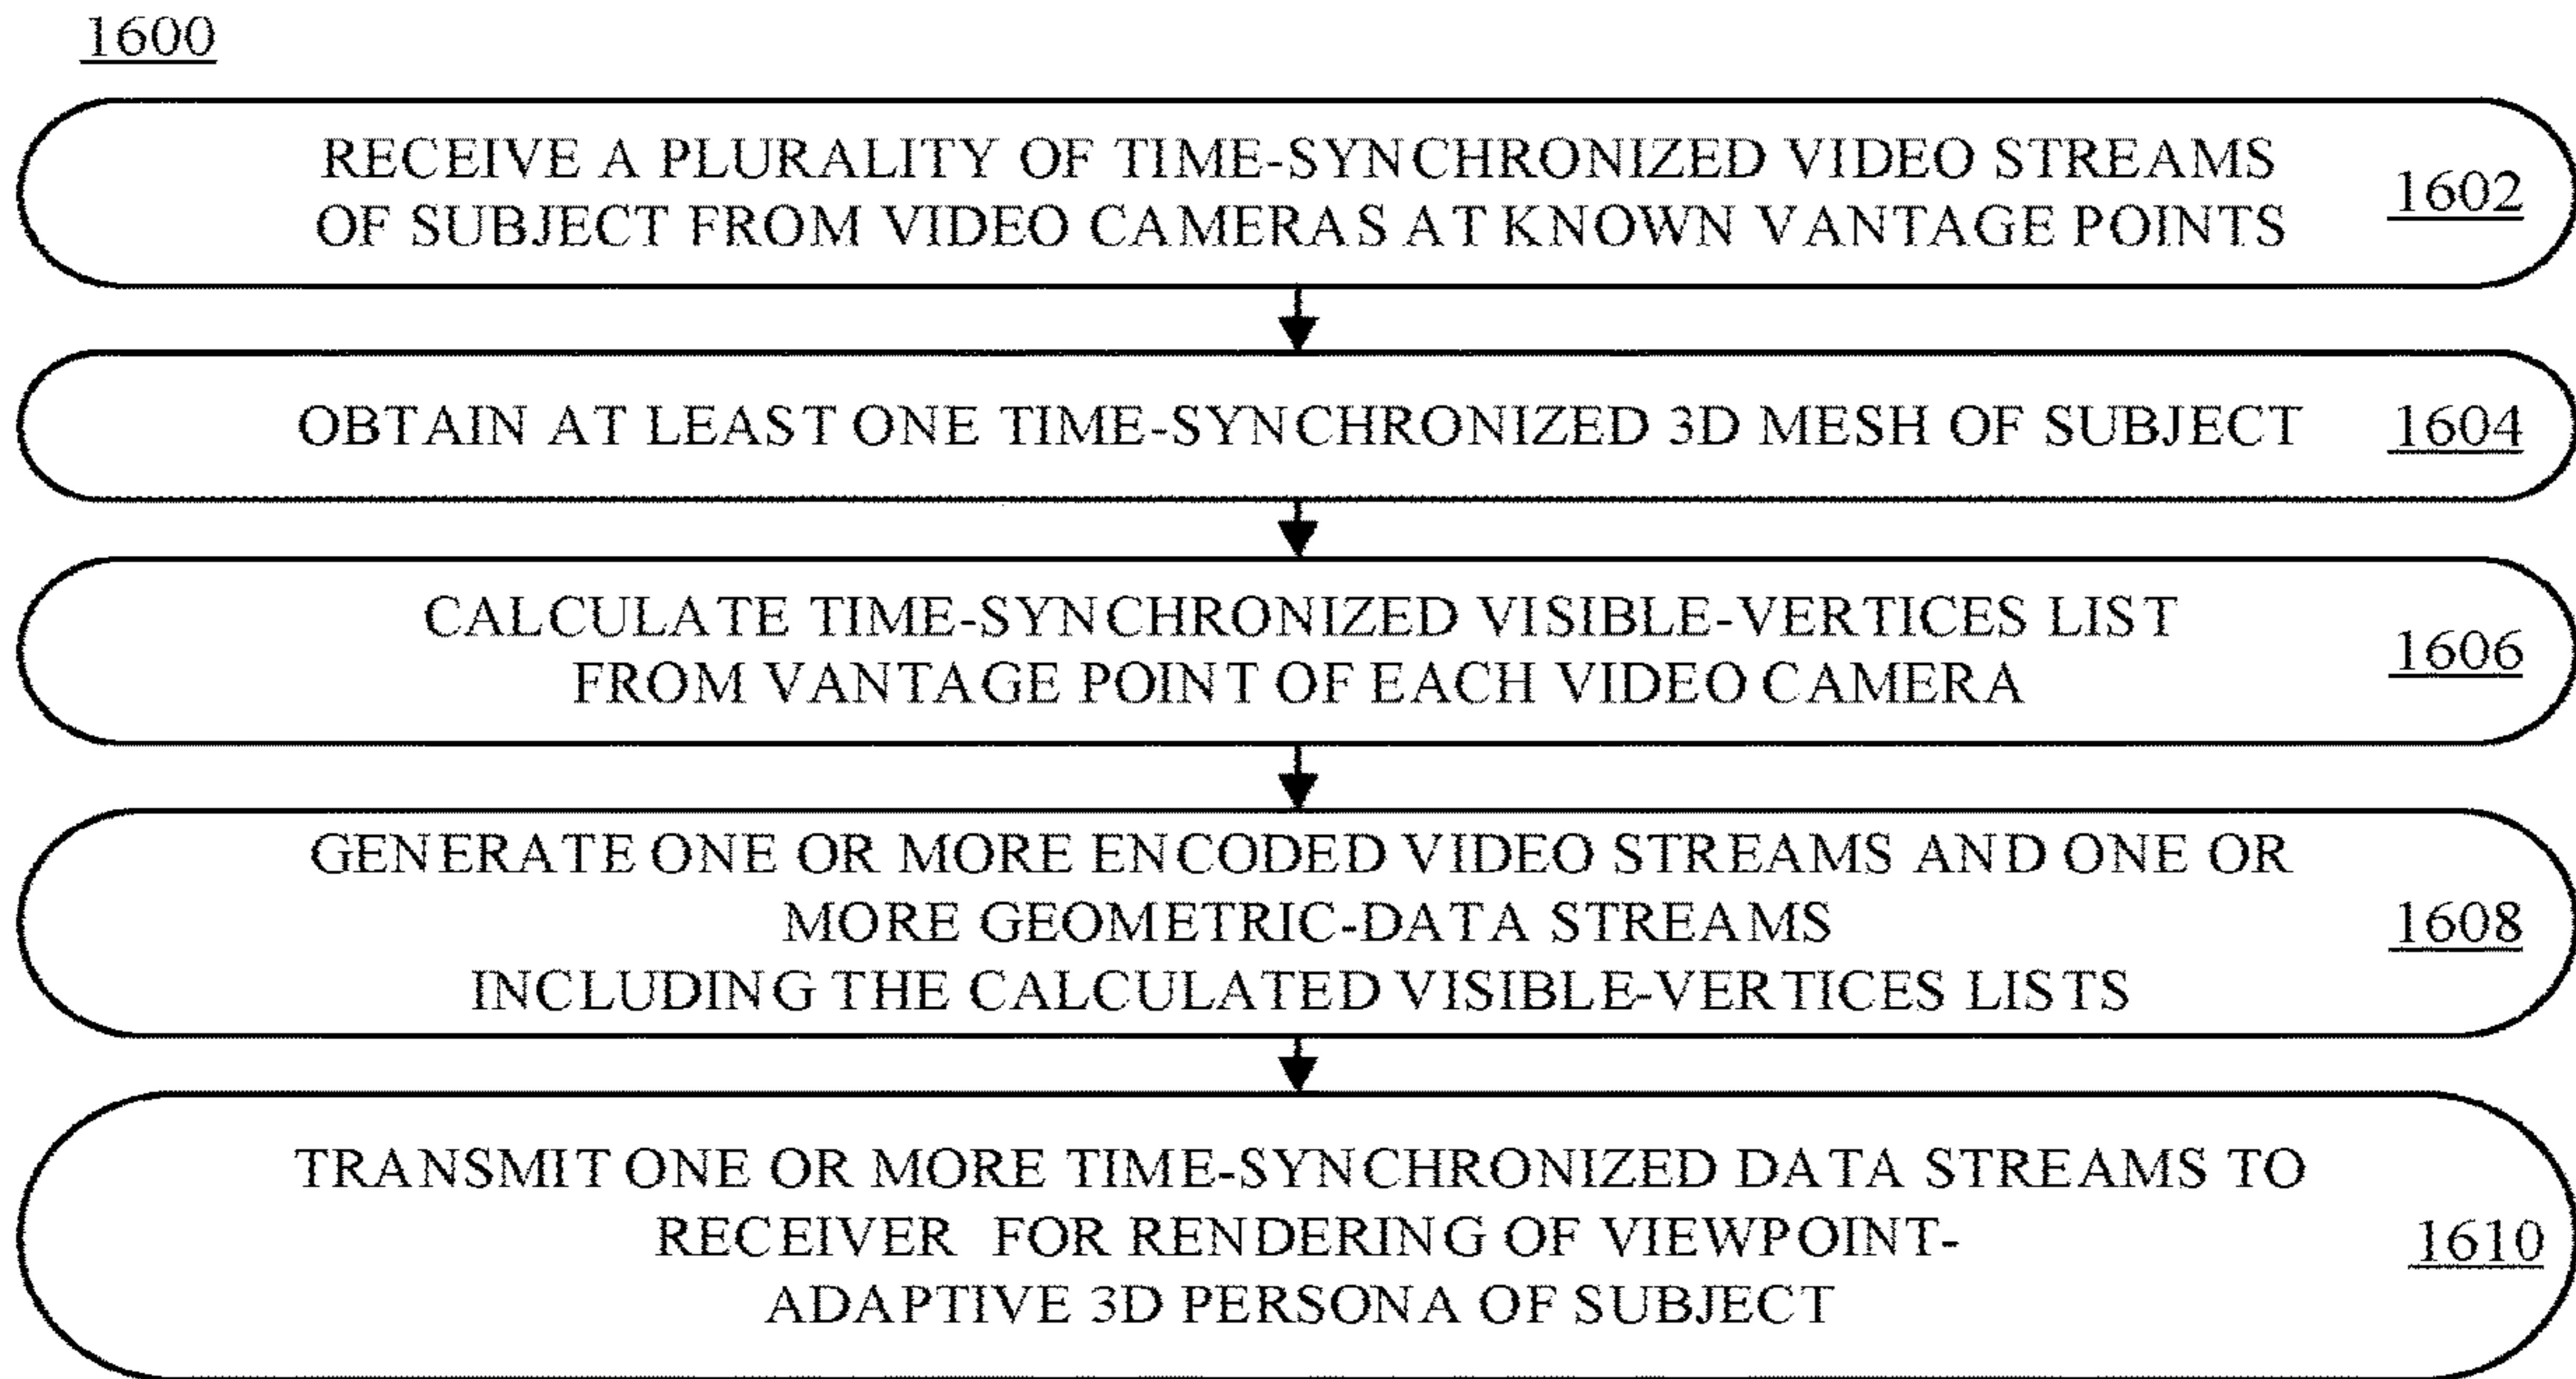 1600
RECEIVE A PLURALITY OF TIME-SYNCHRONIZED VIDEO STREAMS
OF SUBJECT FROM VIDEO CAMERAS AT KNOWN VANTAGE POINTS
1602
OBTAIN AT LEAST ONE TIME-SYNCHRONIZED 3D MESH OF SUBJECT
1604
CALCULATE TIME-SYNCHRONIZED VISIBLE-VERTICES LIST
FROM VANTAGE POINT OF EACH VIDEO CAMERA
1606
GENERATE ONE OR MORE ENCODED VIDEO STREAMS AND ONE OR
MORE GEOMETRIC-DATA STREAMS
INCLUDING THE CALCULATED VISIBLE-VERTICES LISTS
1608
TRANSMIT ONE OR MORE TIME-SYNCHRONIZED DATA STREAMS TO
RECEIVER FOR RENDERING OF VIEWPOINT-
ADAPTIVE 3D PERSONA OF SUBJECT
1610